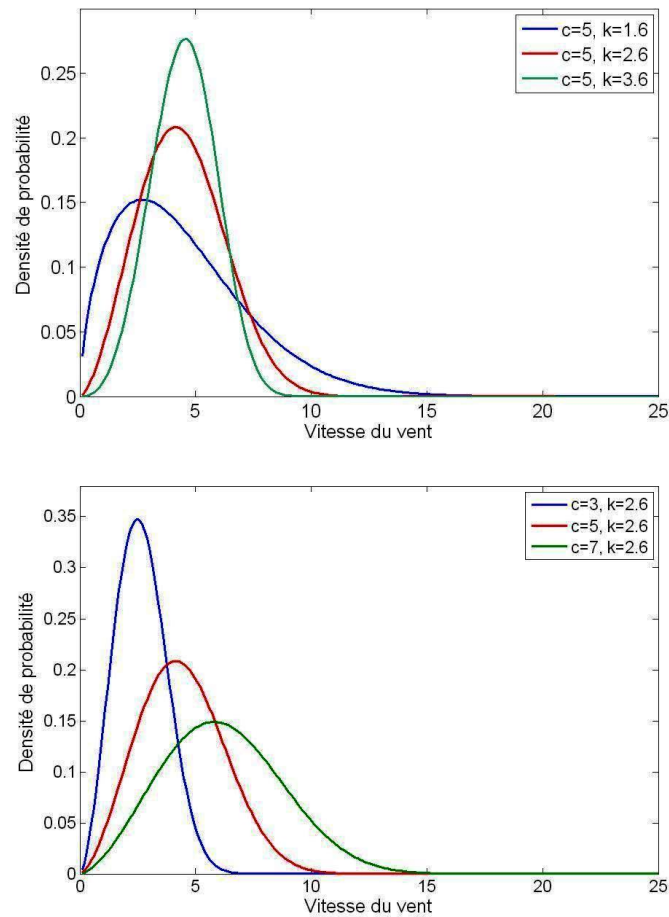 c=5, k=1.6
c=5, k=2.6
c=5, k=3.6
0.25
0.2
0.15
0.1
0.05
0
Densité de probabilité
0 5 10 15 20 25
Vitesse du vent
c=3, k=2.6
c=5, k=2.6
c=7, k=2.6
0.35
0.3
0.25
0.2
0.15
0.1
0.05
0
Densité de probabilité
0 5 10 15 20 25
Vitesse du vent